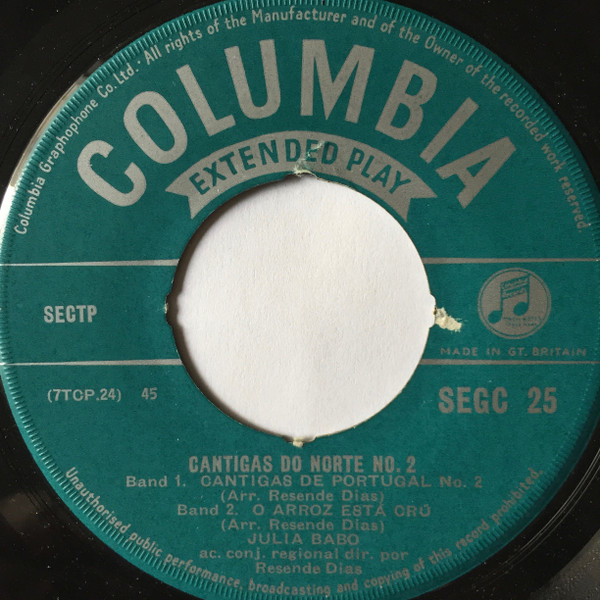 Columbia Graphophone Co. Ltd. · All rights of the Manufacturer and of the Owner of the recorded work reserved.
COLUMBIA
EXTENDED PLAY
SECTP
MADE IN GT. BRITAIN
(7TCP.24) 45
SEGC 25
CANTIGAS DO NORTE NO. 2
Band 1. CANTIGAS DE PORTUGAL No. 2
(Arr. Resende Dias)
Band 2. O ARROZ ESTÁ CRÚ
(Arr. Resende Dias)
JULIA BABO
ac. conj. regional dir. por
Resende Dias
Unauthorised public performance, broadcasting and copying of this record prohibited.